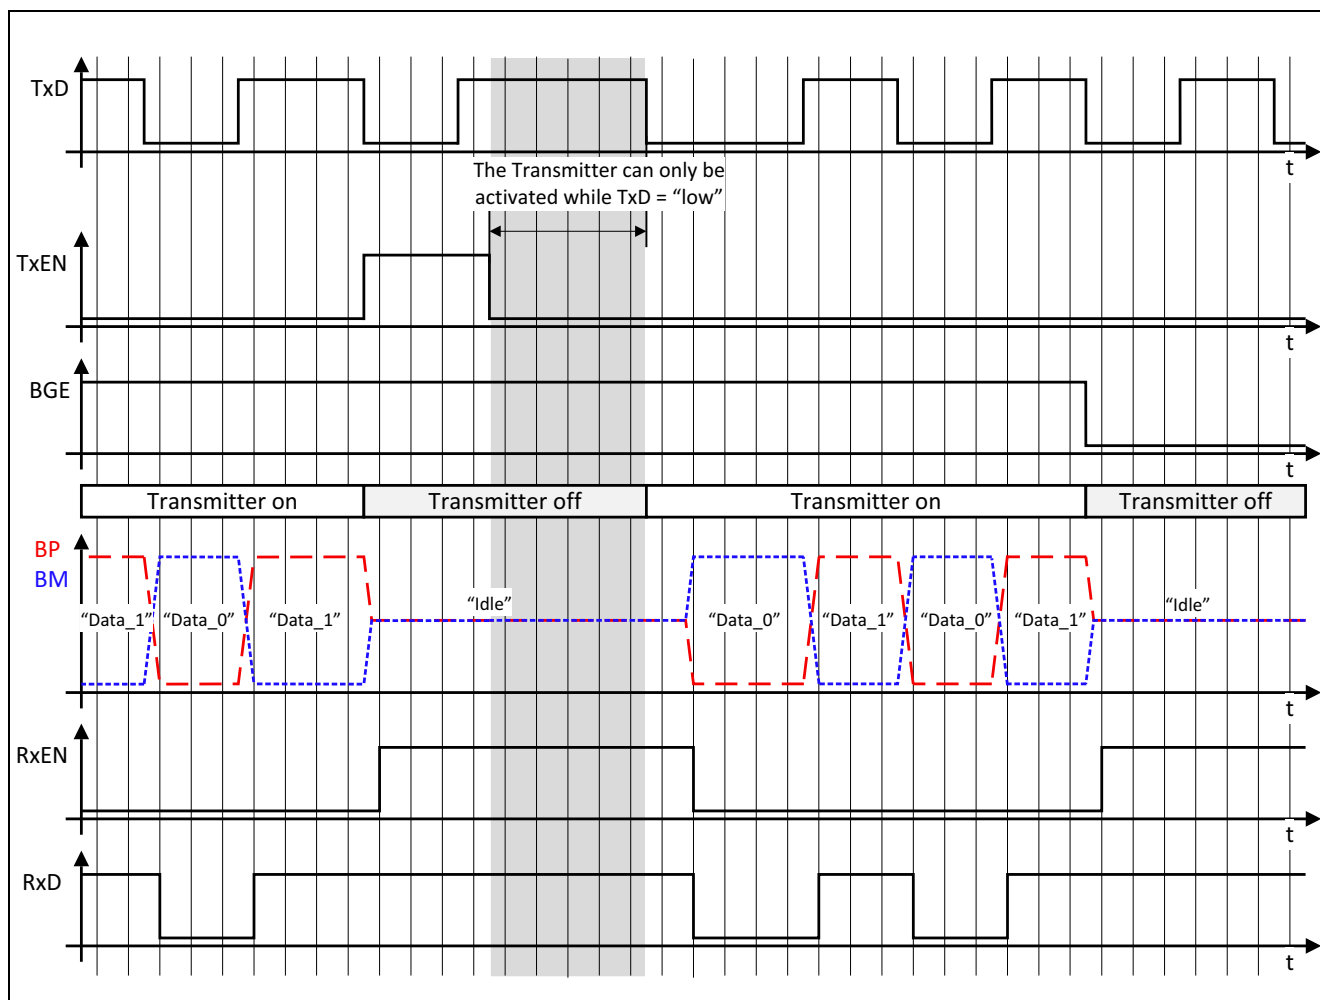 TxD
t
The Transmitter can only be
activated while TxD = “low”
TxEN
t
BGE
t
Transmitter on
Transmitter off
Transmitter on
Transmitter off
BP
BM
“Data_1”
“Data_0”
“Data_1”
“Idle”
“Data_0”
“Data_1”
“Data_0”
“Data_1”
“Idle”
t
RxEN
t
RxD
t